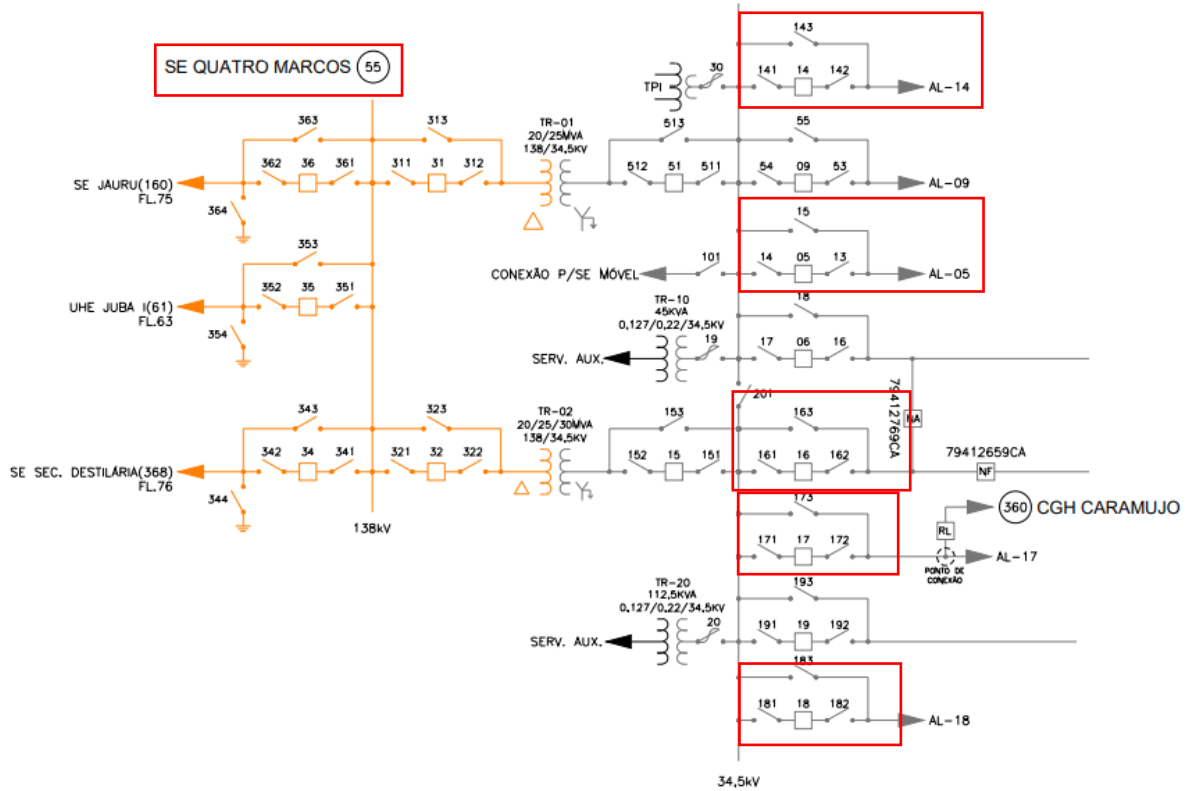 SE QUATRO MARCOS 55
363
313
362 36 361
311 31 312
SE JAURU(160)
FL.75
364
TR-01
20/25MVA
138/34,5KV
513
512 51 511
TPI
30
143
141 14 142
AL-14
55
54 09 53
AL-09
353
352 35 351
UHE JUBA I(61)
FL.63
354
CONEXÃO P/SE MÓVEL
101
15
14 05 13
AL-05
TR-10
45KVA
0,127/0,22/34,5KV
19
SERV. AUX.
18
17 06 16
201
79412769CA
NA
343
323
342 34 341
321 32 322
SE SEC. DESTILÁRIA(368)
FL.76
344
138kV
TR-02
20/25/30MVA
138/34,5KV
153
152 15 151
163
161 16 162
79412659CA
NF
173
171 17 172
360 CGH CARAMUJO
RL
AL-17
PONTO DE
CONEXÃO
TR-20
112,5KVA
0,127/0,22/34,5KV
20
SERV. AUX.
193
191 19 192
183
181 18 182
AL-18
34,5kV